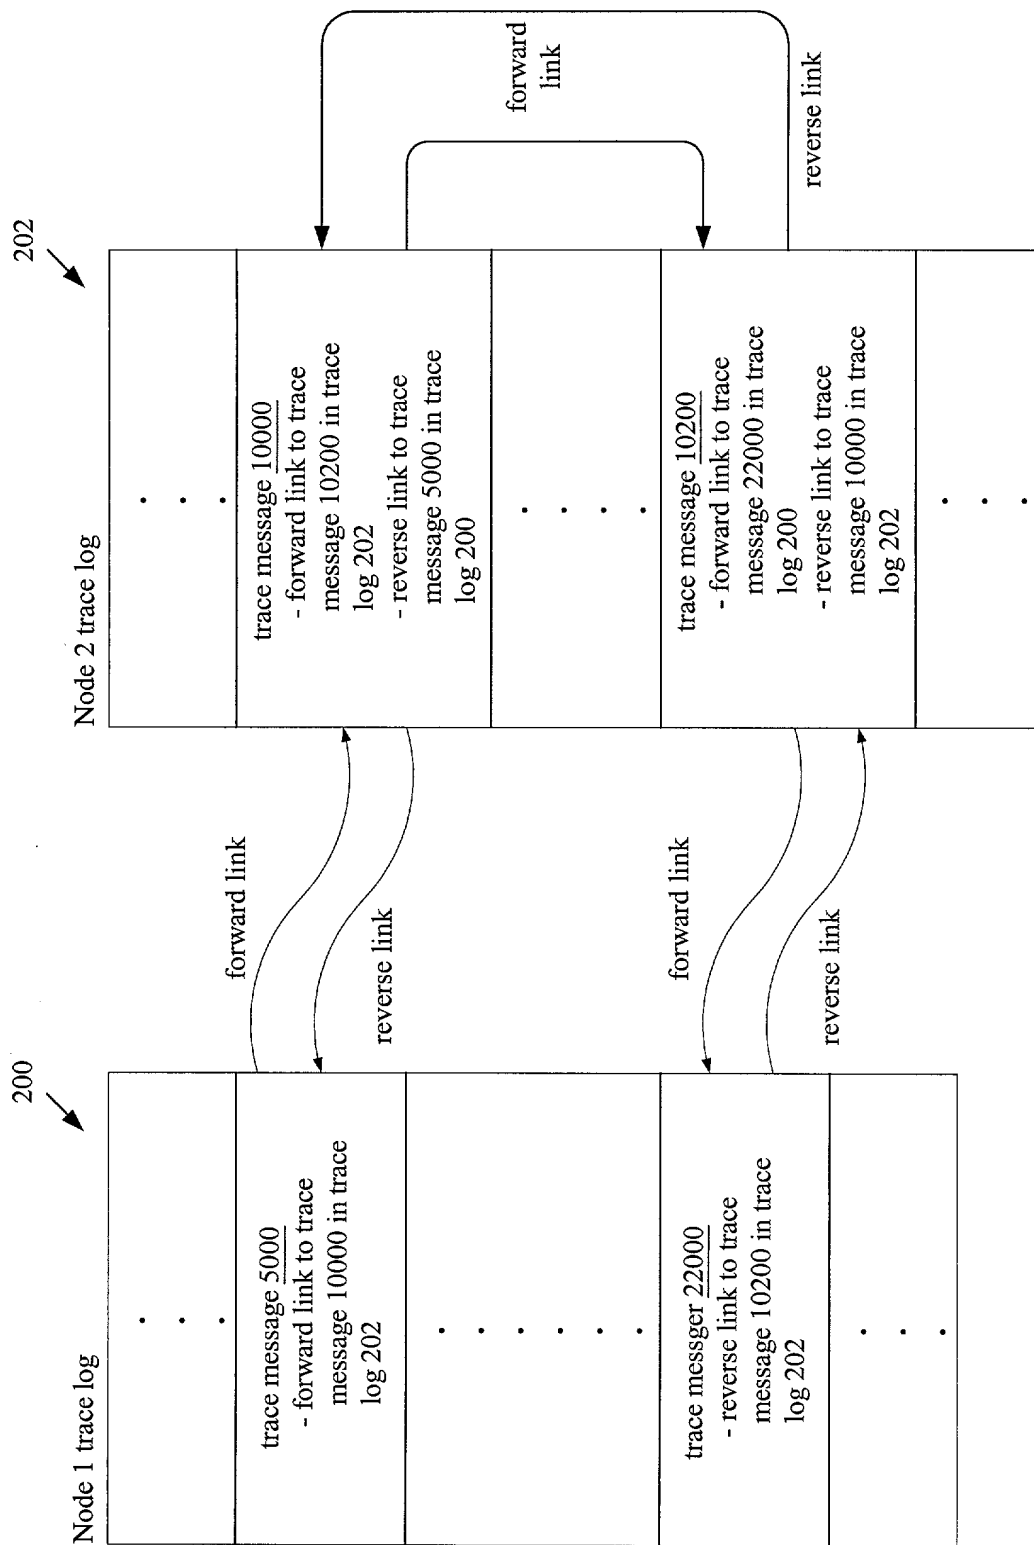 Node 1 trace log
200
trace message 5000
- forward link to trace
message 10000 in trace
log 202
trace messger 22000
- reverse link to trace
message 10200 in trace
log 202
forward link
reverse link
forward link
reverse link
Node 2 trace log
202
trace message 10000
- forward link to trace
message 10200 in trace
log 202
- reverse link to trace
message 5000 in trace
log 200
trace message 10200
- forward link to trace
message 22000 in trace
log 200
- reverse link to trace
message 10000 in trace
log 202
forward
link
reverse link